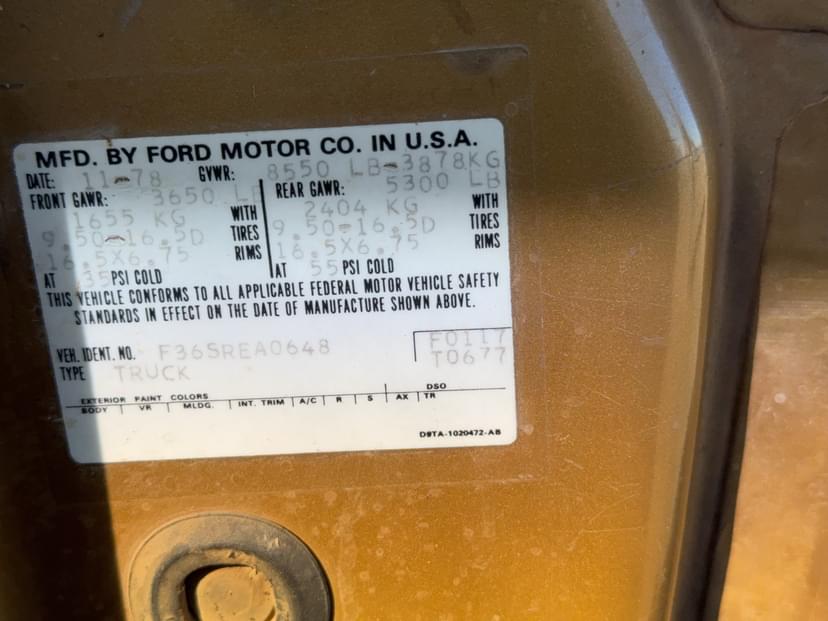 MFD. BY FORD MOTOR CO. IN U.S.A.
DATE: 11-78 GVWR: 8550 LB-3878KG
FRONT GAWR: 3650 LB REAR GAWR: 5300 LB
1655 KG WITH 2404 KG WITH
9.50-16.5D TIRES 9.50-16.5D TIRES
16.5X6.75 RIMS 16.5X6.75 RIMS
AT 35 PSI COLD AT 55 PSI COLD
THIS VEHICLE CONFORMS TO ALL APPLICABLE FEDERAL MOTOR VEHICLE SAFETY
STANDARDS IN EFFECT ON THE DATE OF MANUFACTURE SHOWN ABOVE.
VEH. IDENT. NO. F36SREA0648 F0117
TYPE TRUCK T0677
EXTERIOR PAINT COLORS DSO
BODY VR MLDG. INT. TRIM A/C R S AX TR
D9TA-1020472-AB